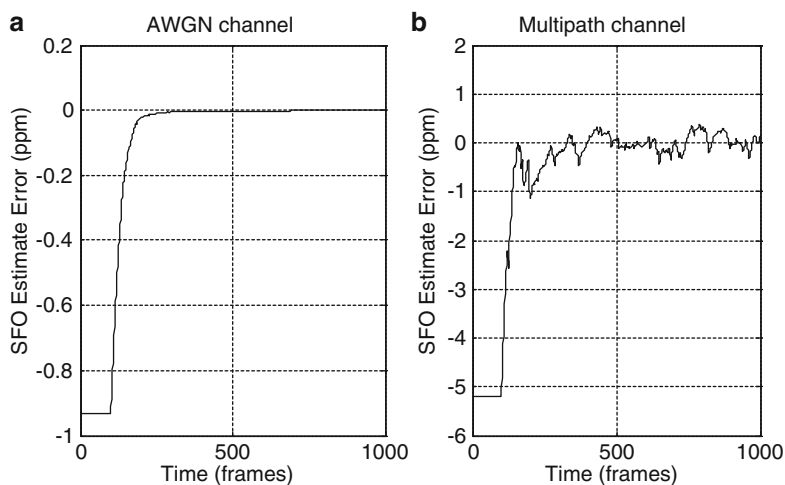 a
AWGN channel
0.2
0
-0.2
-0.4
-0.6
-0.8
-1
SFO Estimate Error (ppm)
0
500
1000
Time (frames)
b
Multipath channel
2
1
0
-1
-2
-3
-4
-5
-6
SFO Estimate Error (ppm)
0
500
1000
Time (frames)